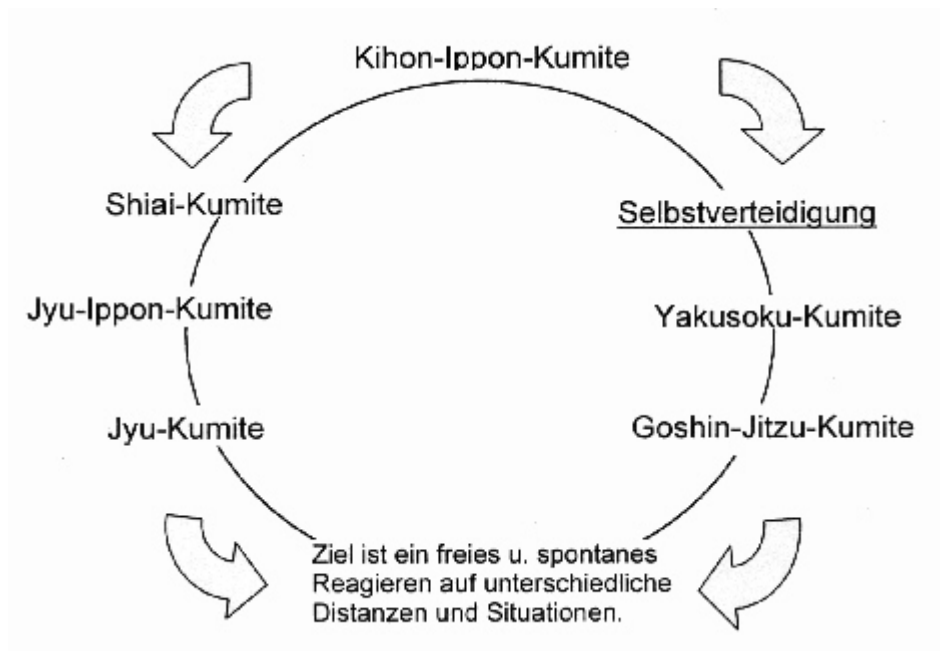 Kihon-Ippon-Kumite
Shiai-Kumite
Selbstverteidigung
Jyu-Ippon-Kumite
Yakusoku-Kumite
Jyu-Kumite
Goshin-Jitzu-Kumite
Ziel ist ein freies u. spontanes
Reagieren auf unterschiedliche
Distanzen und Situationen.